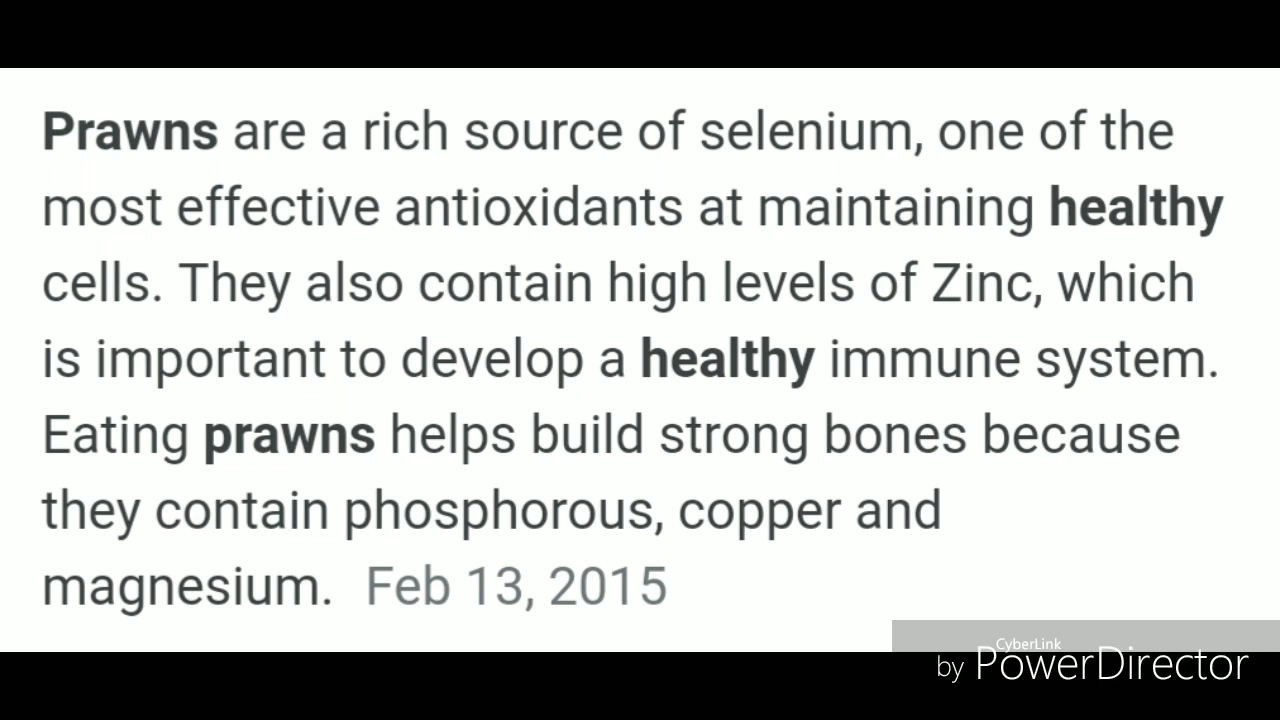 Prawns are a rich source of selenium, one of the
most effective antioxidants at maintaining healthy
cells. They also contain high levels of Zinc, which
is important to develop a healthy immune system.
Eating prawns helps build strong bones because
they contain phosphorous, copper and
magnesium. Feb 13, 2015
CyberLink
by PowerDirector